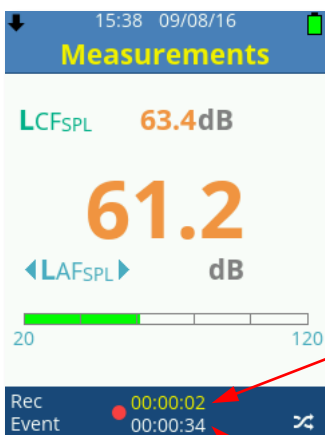 15:38 09/08/16
Measurements
LCFSPL 63.4dB
61.2
LAFSPL dB
20 120
Rec 00:00:02
Event 00:00:34